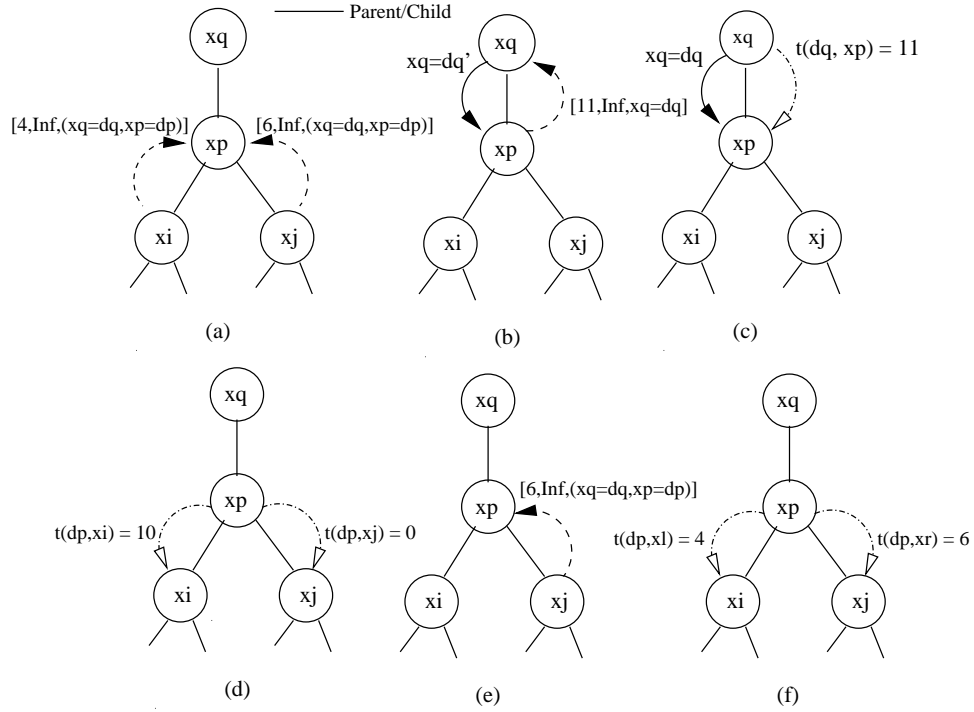 Parent/Child
xq
[4,Inf,(xq=dq,xp=dp)]
[6,Inf,(xq=dq,xp=dp)]
xp
xi
xj
(a)
xq
xq=dq'
[11,Inf,xq=dq]
xp
xi
xj
(b)
xq
xq=dq
t(dq, xp) = 11
xp
xi
xj
(c)
xq
xp
t(dp,xi) = 10
t(dp,xj) = 0
xi
xj
(d)
xq
[6,Inf,(xq=dq,xp=dp)]
xp
xi
xj
(e)
xq
xp
t(dp,xl) = 4
t(dp,xr) = 6
xi
xj
(f)